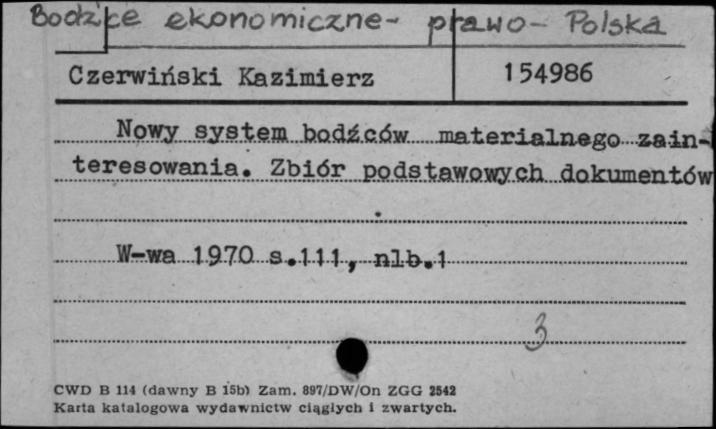 Bodźce ekonomiczne - prawo - Polska
Czerwiński Kazimierz 154986
Nowy system bodźców materialnego zain-
teresowania. Zbiór podstawowych dokumentów
.
W-wa 1970 s.111, nlb.1
3
CWD B 114 (dawny B 15b) Zam. 897/DW/On ZGG 2542
Karta katalogowa wydawnictw ciągłych i zwartych.